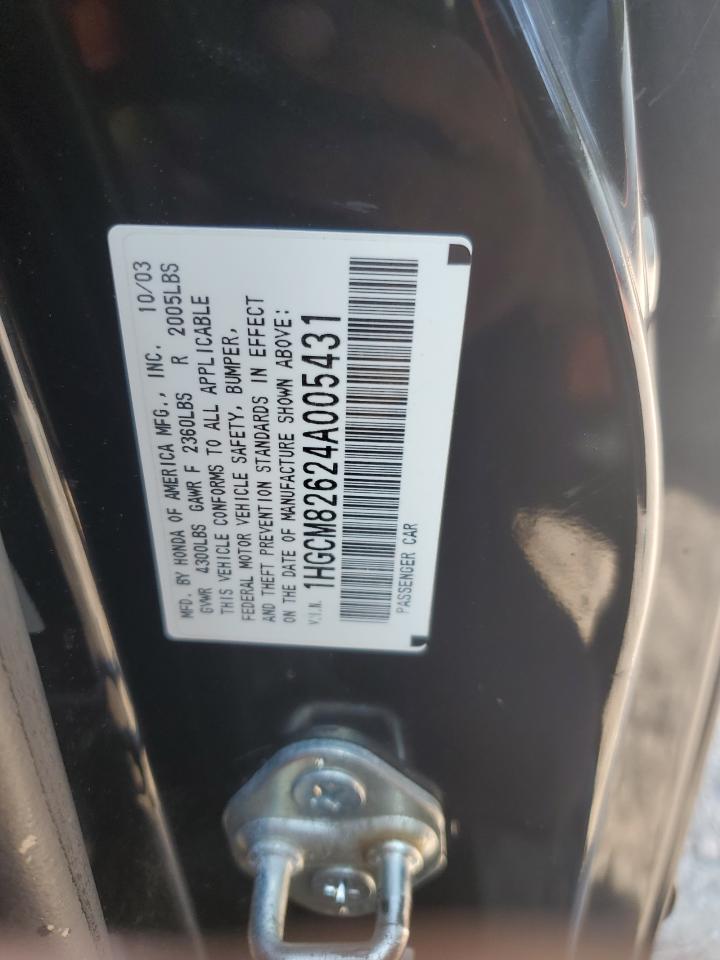 MFD. BY HONDA OF AMERICA MFG., INC. 10/03
GVWR 4300LBS GAWR F 2360LBS R 2005LBS
THIS VEHICLE CONFORMS TO ALL APPLICABLE
FEDERAL MOTOR VEHICLE SAFETY, BUMPER,
AND THEFT PREVENTION STANDARDS IN EFFECT
ON THE DATE OF MANUFACTURE SHOWN ABOVE:
V.I.N. 1HGCM82624A005431
PASSENGER CAR